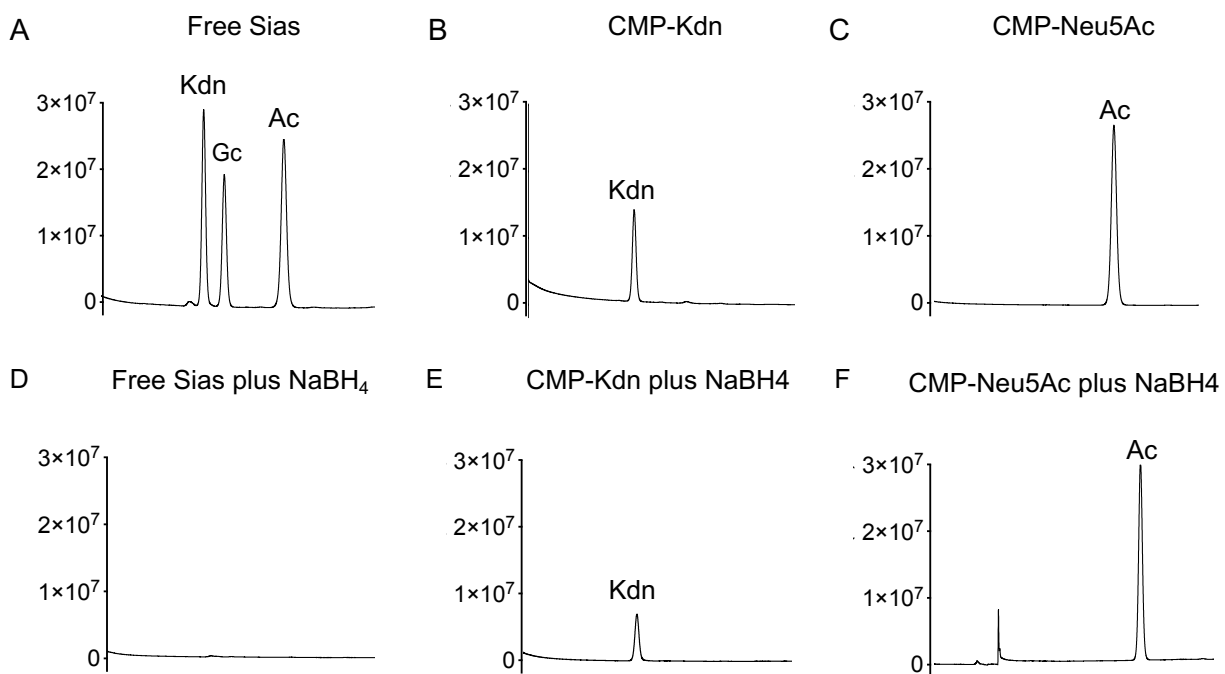 A Free Sias
Kdn
Gc
Ac
3×10⁷
2×10⁷
1×10⁷
0
B CMP-Kdn
Kdn
3×10⁷
2×10⁷
1×10⁷
0
C CMP-Neu5Ac
Ac
3×10⁷
2×10⁷
1×10⁷
0
D Free Sias plus NaBH₄
3×10⁷
2×10⁷
1×10⁷
0
E CMP-Kdn plus NaBH4
3×10⁷
2×10⁷
1×10⁷
Kdn
0
F CMP-Neu5Ac plus NaBH4
Ac
3×10⁷
2×10⁷
1×10⁷
0